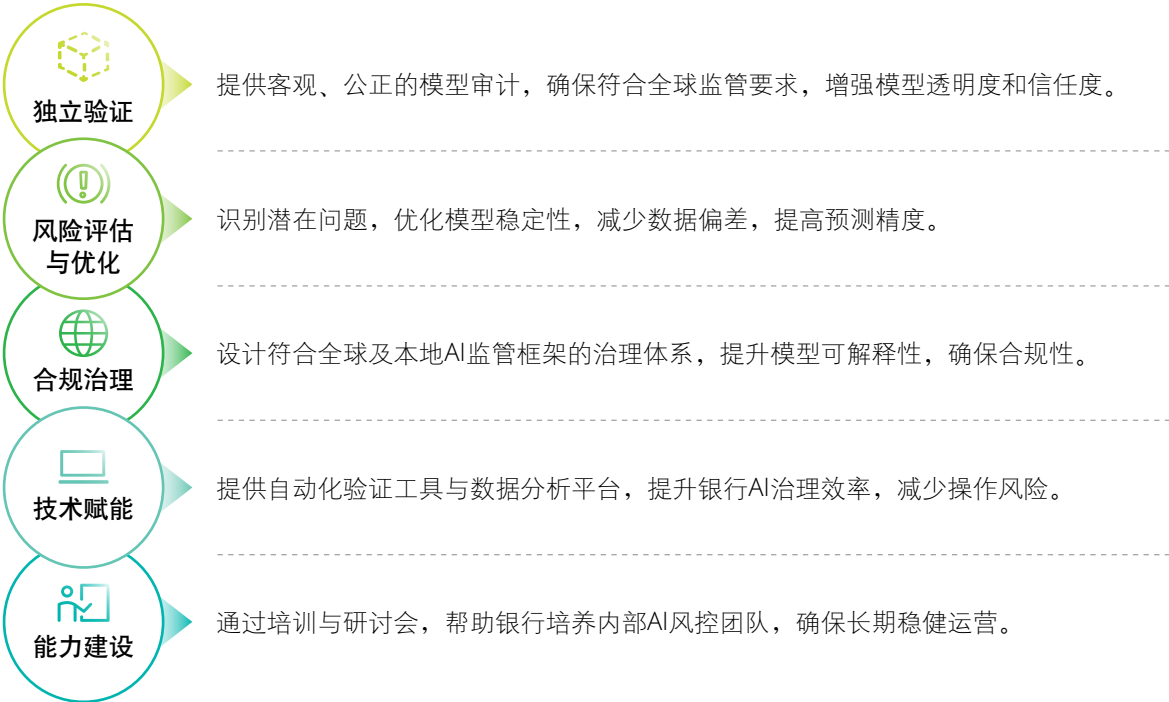 独立验证
提供客观、公正的模型审计，确保符合全球监管要求，增强模型透明度和信任度。
风险评估
与优化
识别潜在问题，优化模型稳定性，减少数据偏差，提高预测精度。
合规治理
设计符合全球及本地AI监管框架的治理体系，提升模型可解释性，确保合规性。
技术赋能
提供自动化验证工具与数据分析平台，提升银行AI治理效率，减少操作风险。
能力建设
通过培训与研讨会，帮助银行培养内部AI风控团队，确保长期稳健运营。